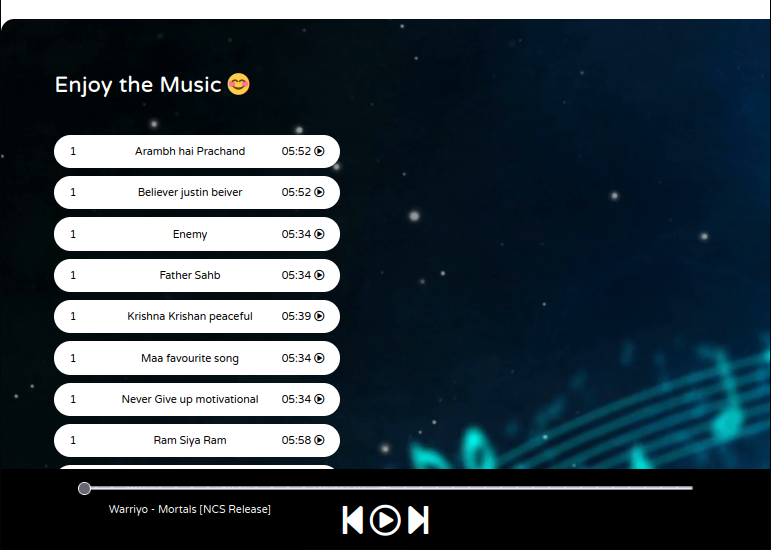 Enjoy the Music 😊
1 Arambh hai Prachand 05:52
1 Believer justin beiver 05:52
1 Enemy 05:34
1 Father Sahb 05:34
1 Krishna Krishan peaceful 05:39
1 Maa favourite song 05:34
1 Never Give up motivational 05:34
1 Ram Siya Ram 05:58
Warriyo - Mortals [NCS Release]